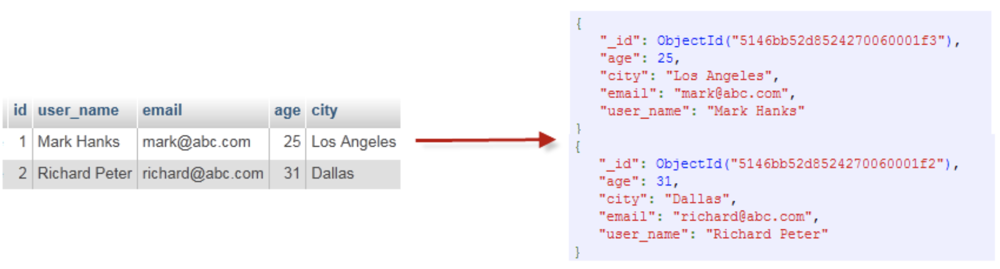 id user_name email age city
1 Mark Hanks mark@abc.com 25 Los Angeles
2 Richard Peter richard@abc.com 31 Dallas
{
"_id": ObjectId("5146bb52d8524270060001f3"),
"age": 25,
"city": "Los Angeles",
"email": "mark@abc.com",
"user_name": "Mark Hanks"
}
{
"_id": ObjectId("5146bb52d8524270060001f2"),
"age": 31,
"city": "Dallas",
"email": "richard@abc.com",
"user_name": "Richard Peter"
}